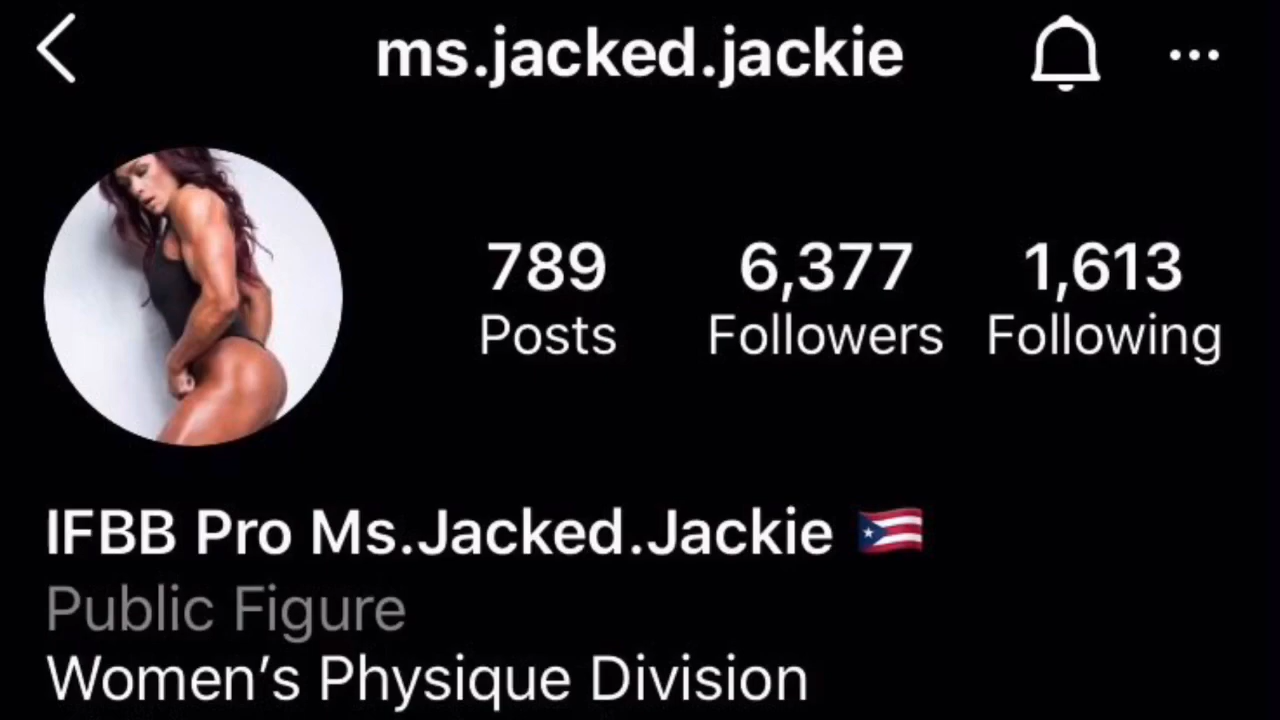 ms.jacked.jackie
789 6,377 1,613
Posts Followers Following
IFBB Pro Ms.Jacked.Jackie 🇵🇷
Public Figure
Women’s Physique Division